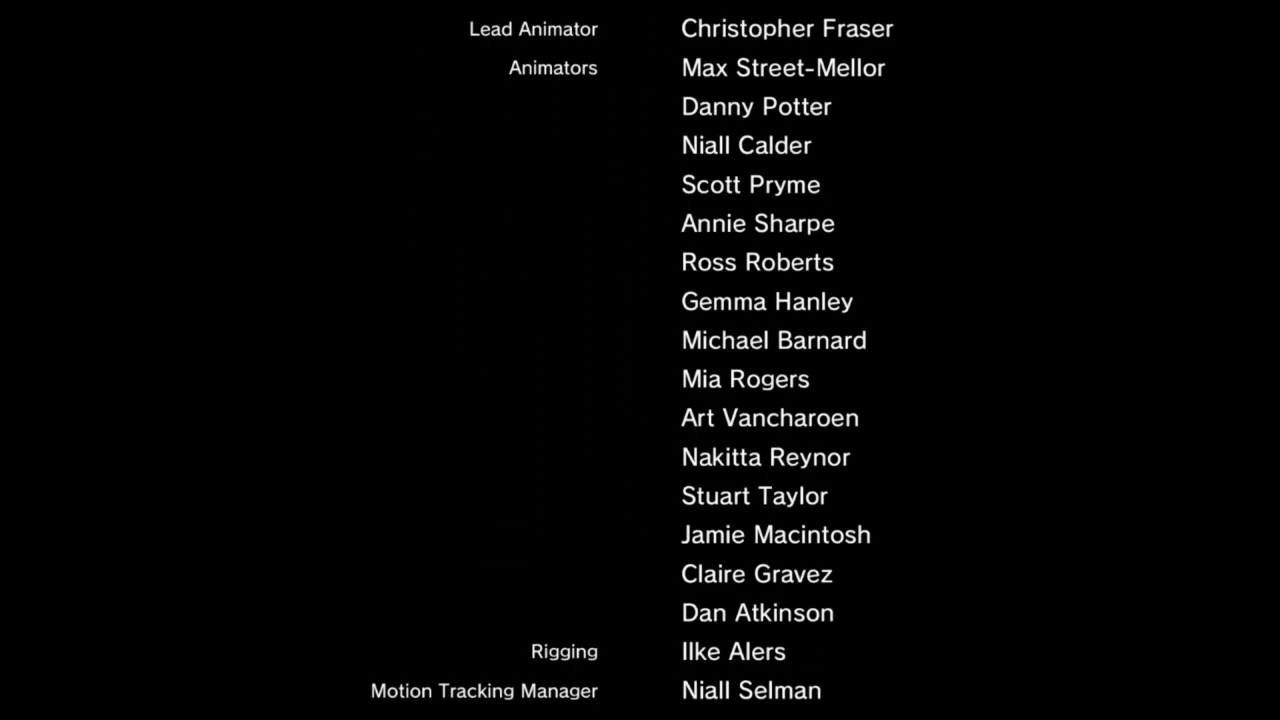 Lead Animator Christopher Fraser
Animators Max Street-Mellor
Danny Potter
Niall Calder
Scott Pryme
Annie Sharpe
Ross Roberts
Gemma Hanley
Michael Barnard
Mia Rogers
Art Vancharoen
Nakitta Reynor
Stuart Taylor
Jamie Macintosh
Claire Gravez
Dan Atkinson
Rigging Ilke Alers
Motion Tracking Manager Niall Selman